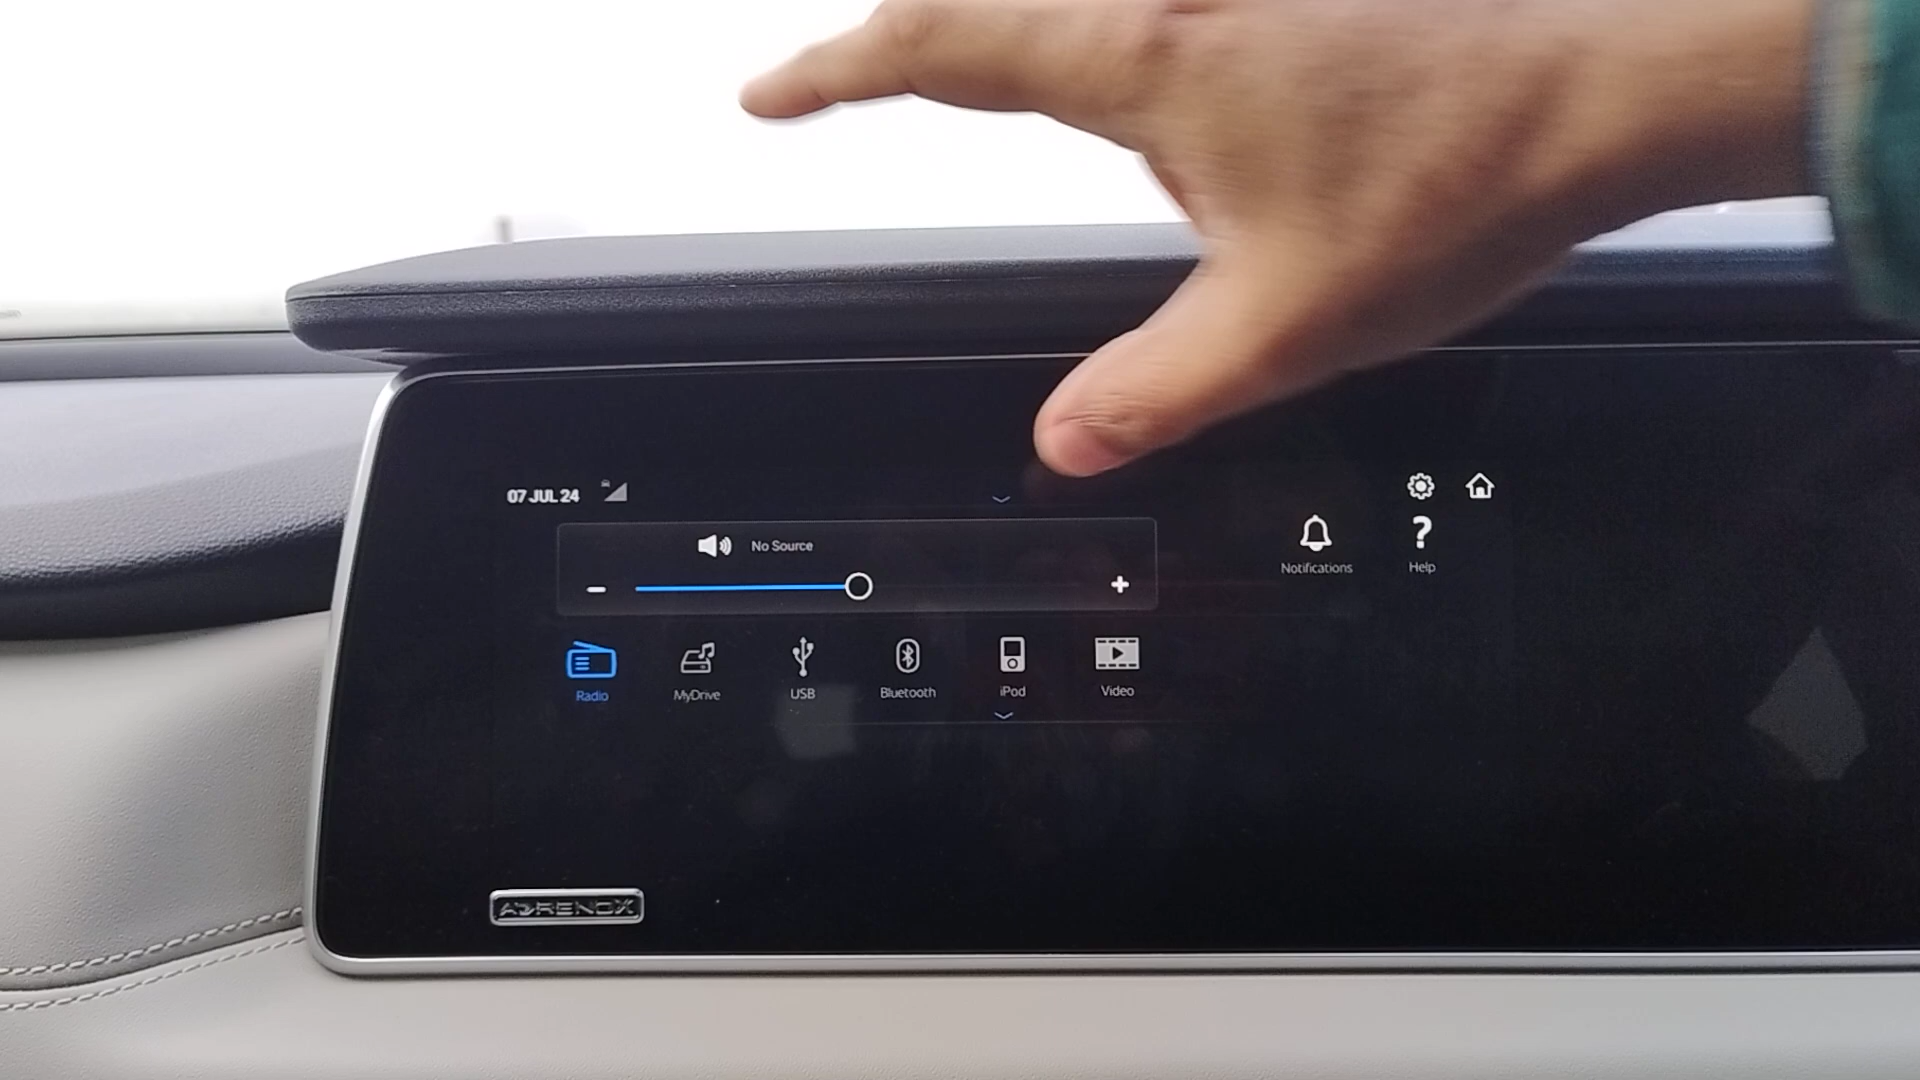 07 JUL 24
No Source
Notifications
Help
Radio
MyDrive
USB
Bluetooth
iPod
Video
ADRENOX